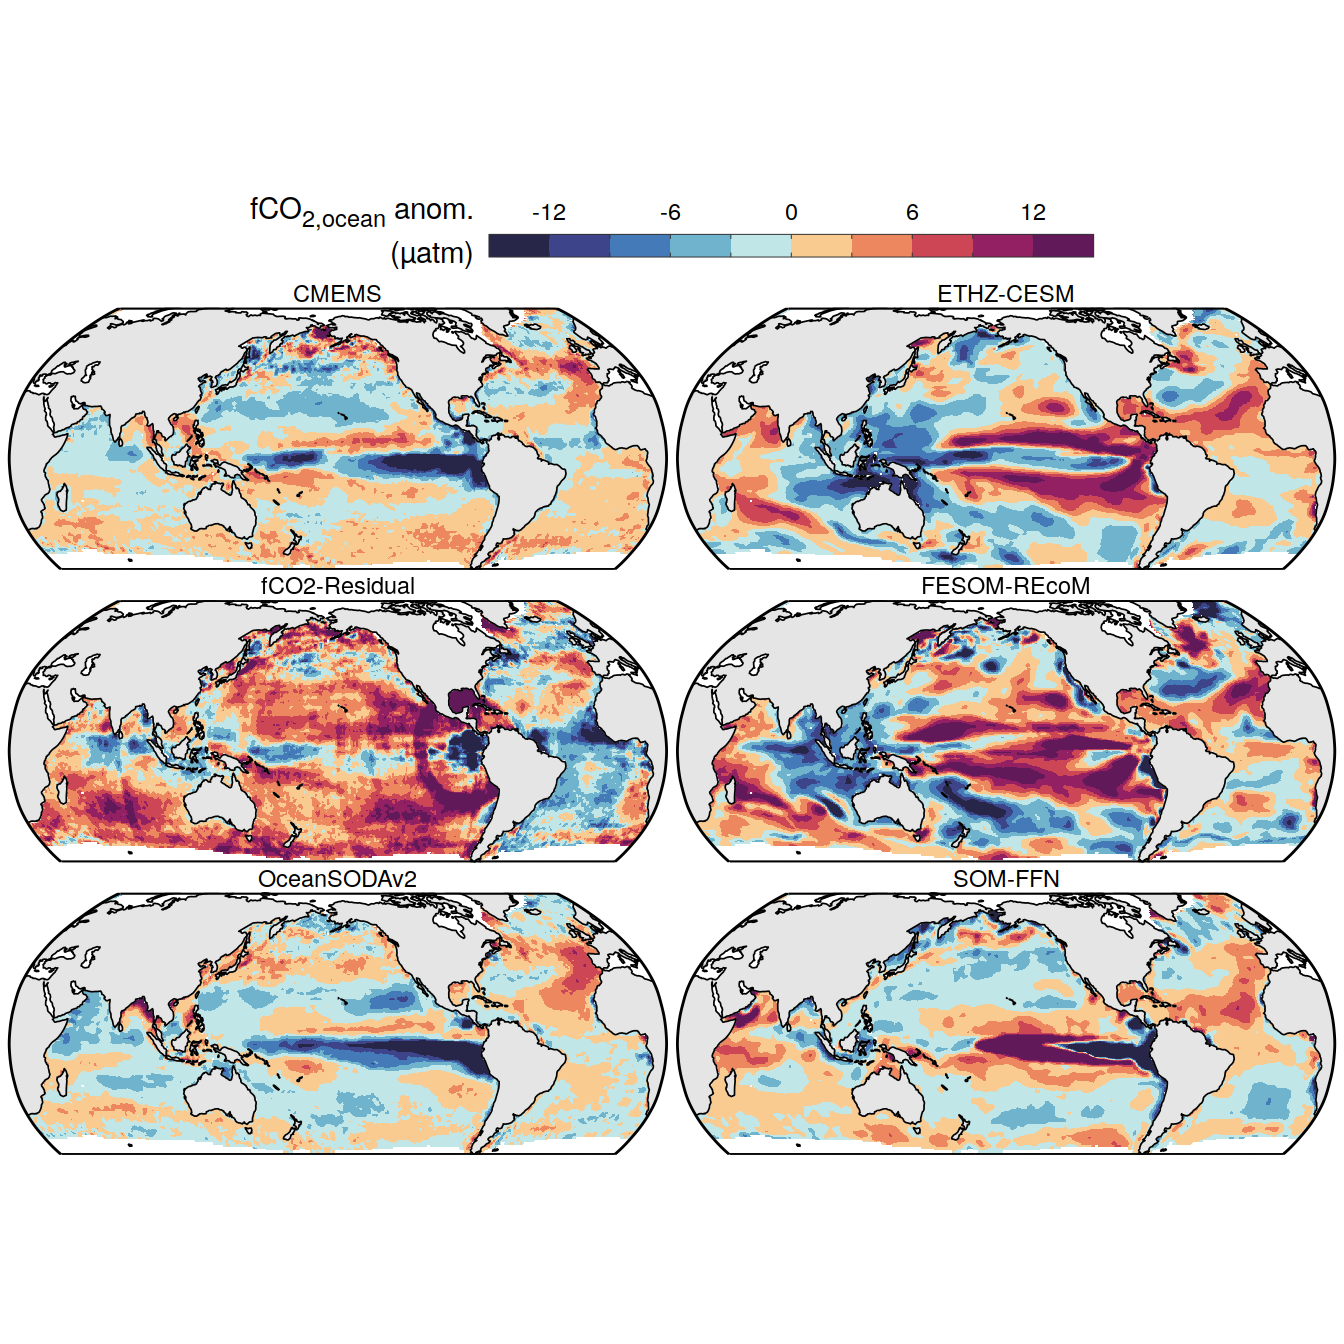 fCO2,ocean anom.
(µatm)
-12 -6 0 6 12
CMEMS ETHZ-CESM
fCO2-Residual FESOM-REcoM
OceanSODAv2 SOM-FFN